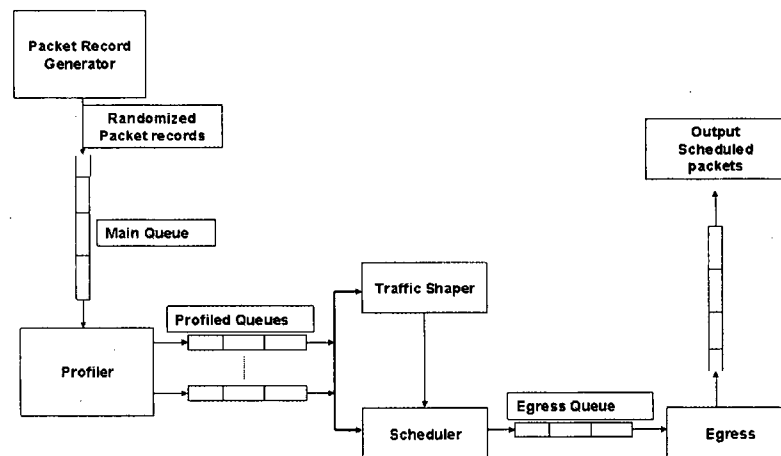 Packet Record
Generator
Randomized
Packet records
Main Queue
Output
Scheduled
packets
Profiled Queues
Traffic Shaper
Profiler
Egress Queue
Scheduler
Egress